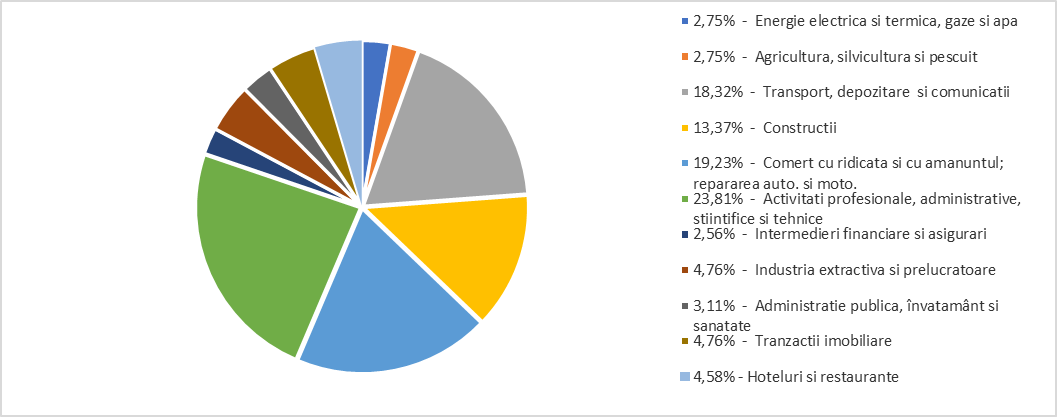 2,75% - Energie electrica si termica, gaze si apa
2,75% - Agricultura, silvicultura si pescuit
18,32% - Transport, depozitare si comunicatii
13,37% - Constructii
19,23% - Comert cu ridicata si cu amanuntul;
repararea auto. si moto.
23,81% - Activitati profesionale, administrative,
stiintifice si tehnice
2,56% - Intermedieri financiare si asigurari
4,76% - Industria extractiva si prelucratoare
3,11% - Administratie publica, învatamânt si
sanatate
4,76% - Tranzactii imobiliare
4,58% - Hoteluri si restaurante